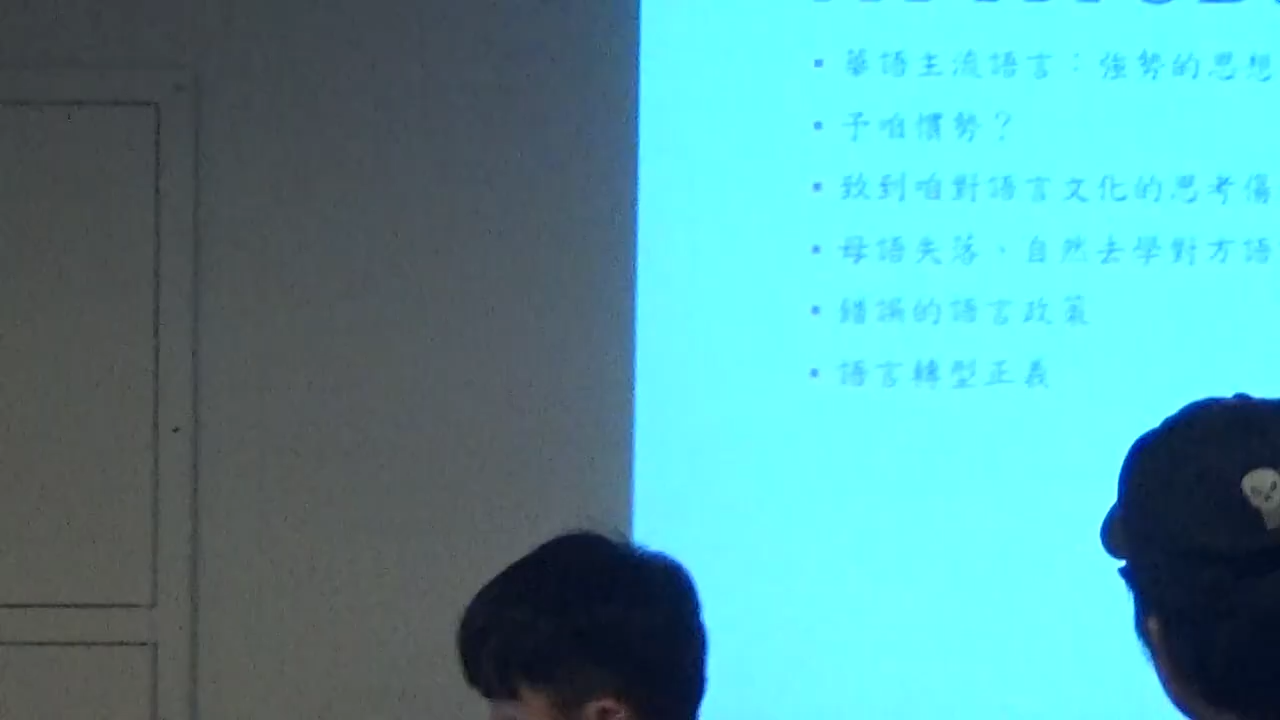 華語主流語言：強勢的思想
予咱慣勢？
致到咱對語言文化的思考傷
母語失落、自然去學對方語
錯誤的語言政策
語言轉型正義